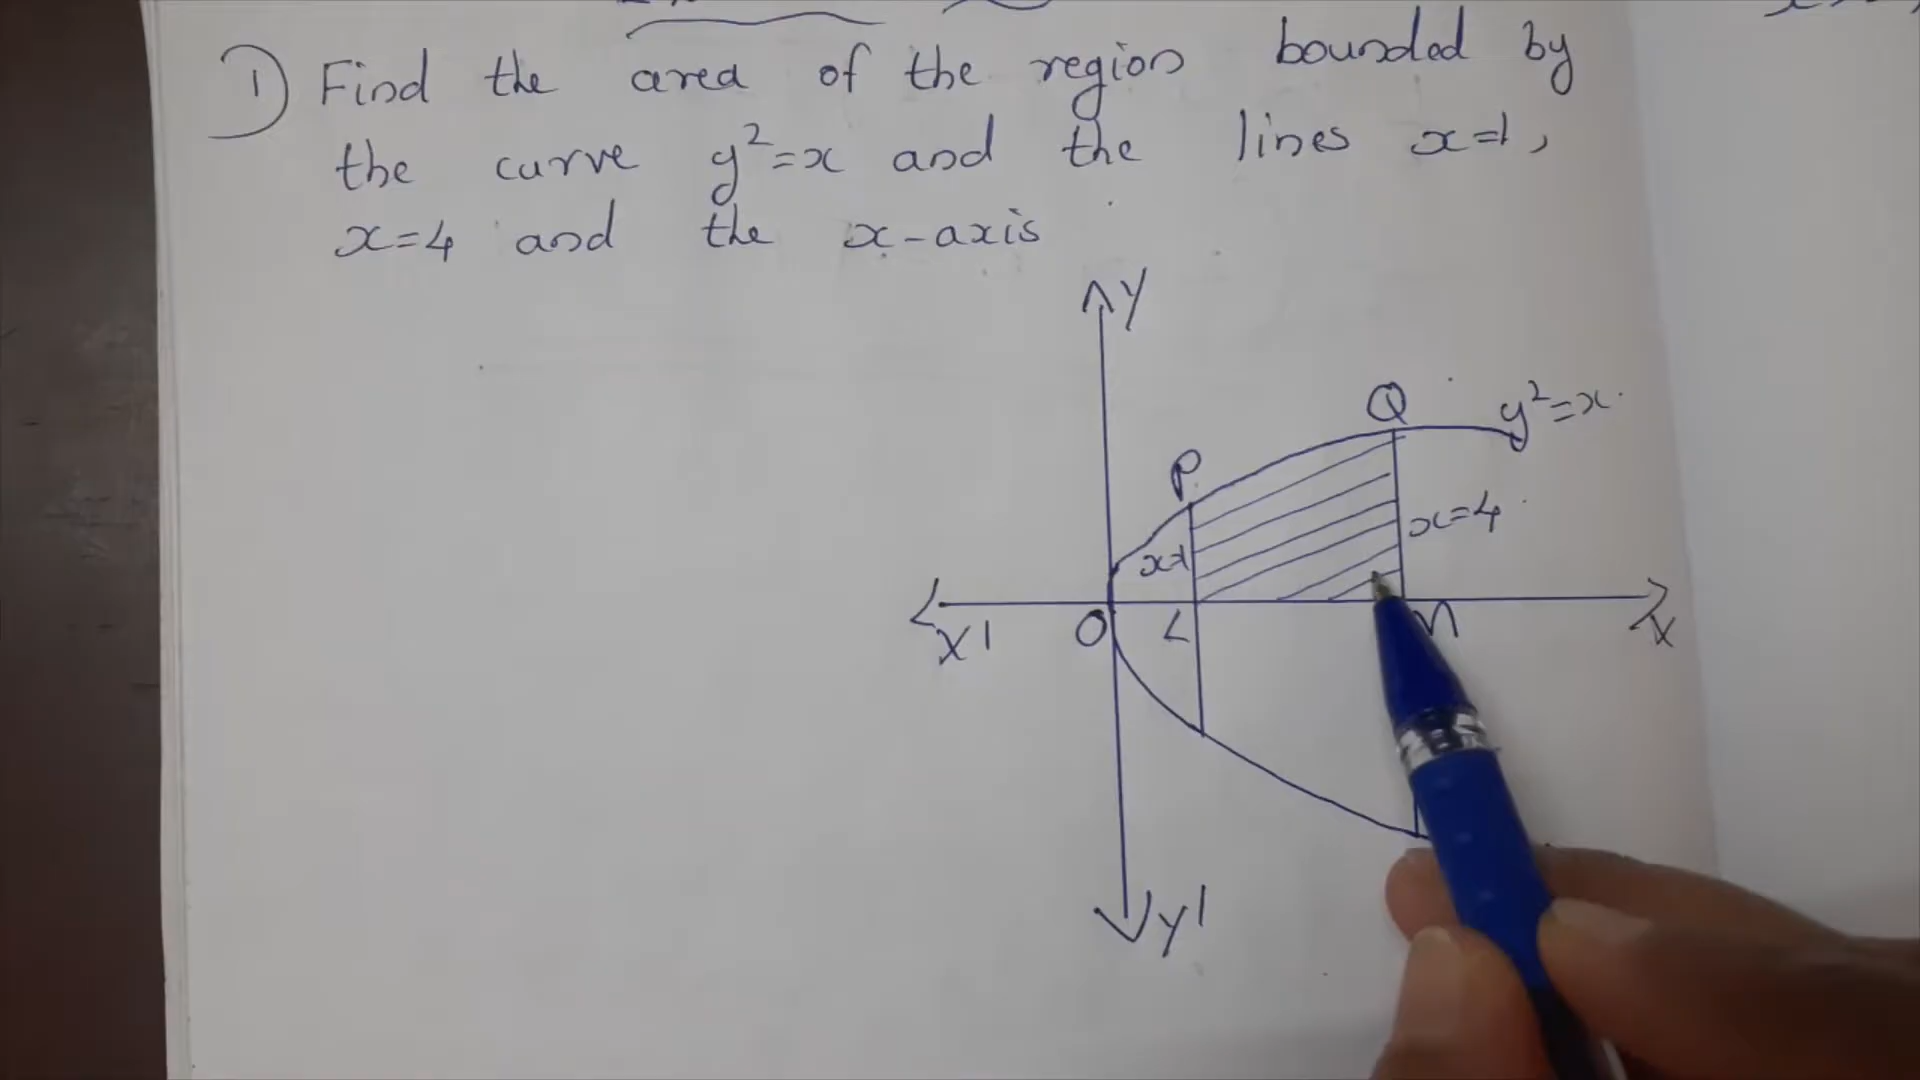 1) Find the area of the region bounded by
the curve y²=x and the lines x=1,
x=4 and the x-axis
Y
Q
y²=x
P
x=4
x=1
X'
O
L
M
X
Y'